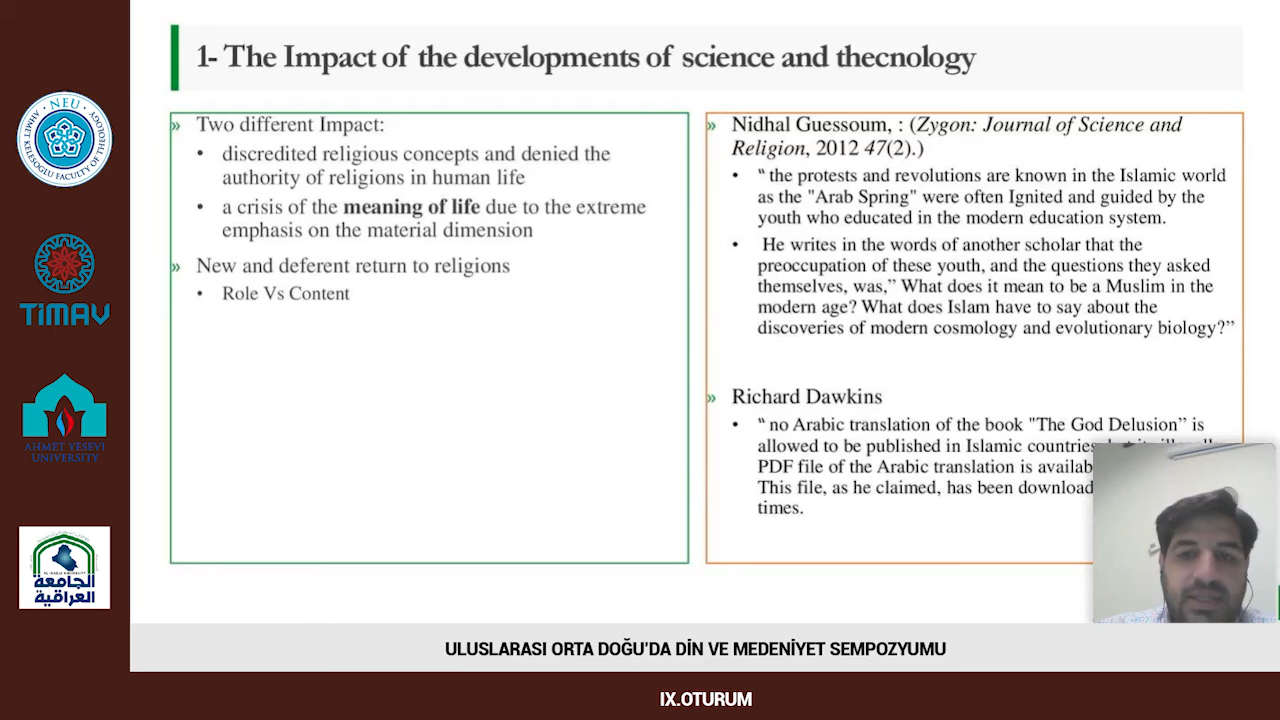 1- The Impact of the developments of science and thecnology
» Two different Impact:
• discredited religious concepts and denied the
authority of religions in human life
• a crisis of the meaning of life due to the extreme
emphasis on the material dimension
» New and deferent return to religions
• Role Vs Content
» Nidhal Guessoum, : (Zygon: Journal of Science and
Religion, 2012 47(2).)
• “ the protests and revolutions are known in the Islamic world
as the "Arab Spring" were often Ignited and guided by the
youth who educated in the modern education system.
• He writes in the words of another scholar that the
preoccupation of these youth, and the questions they asked
themselves, was,” What does it mean to be a Muslim in the
modern age? What does Islam have to say about the
discoveries of modern cosmology and evolutionary biology?”
» Richard Dawkins
• “ no Arabic translation of the book "The God Delusion” is
allowed to be published in Islamic countries
PDF file of the Arabic translation is
This file, as he claimed, has been
times.
NEU
AHMET KELEŞOĞLU FACULTY OF THEOLOGY
TİMAV
AHMET YESEVI
UNIVERSITY
الجامعة
العراقية
ULUSLARASI ORTA DOĞU’DA DİN VE MEDENİYET SEMPOZYUMU
IX.OTURUM